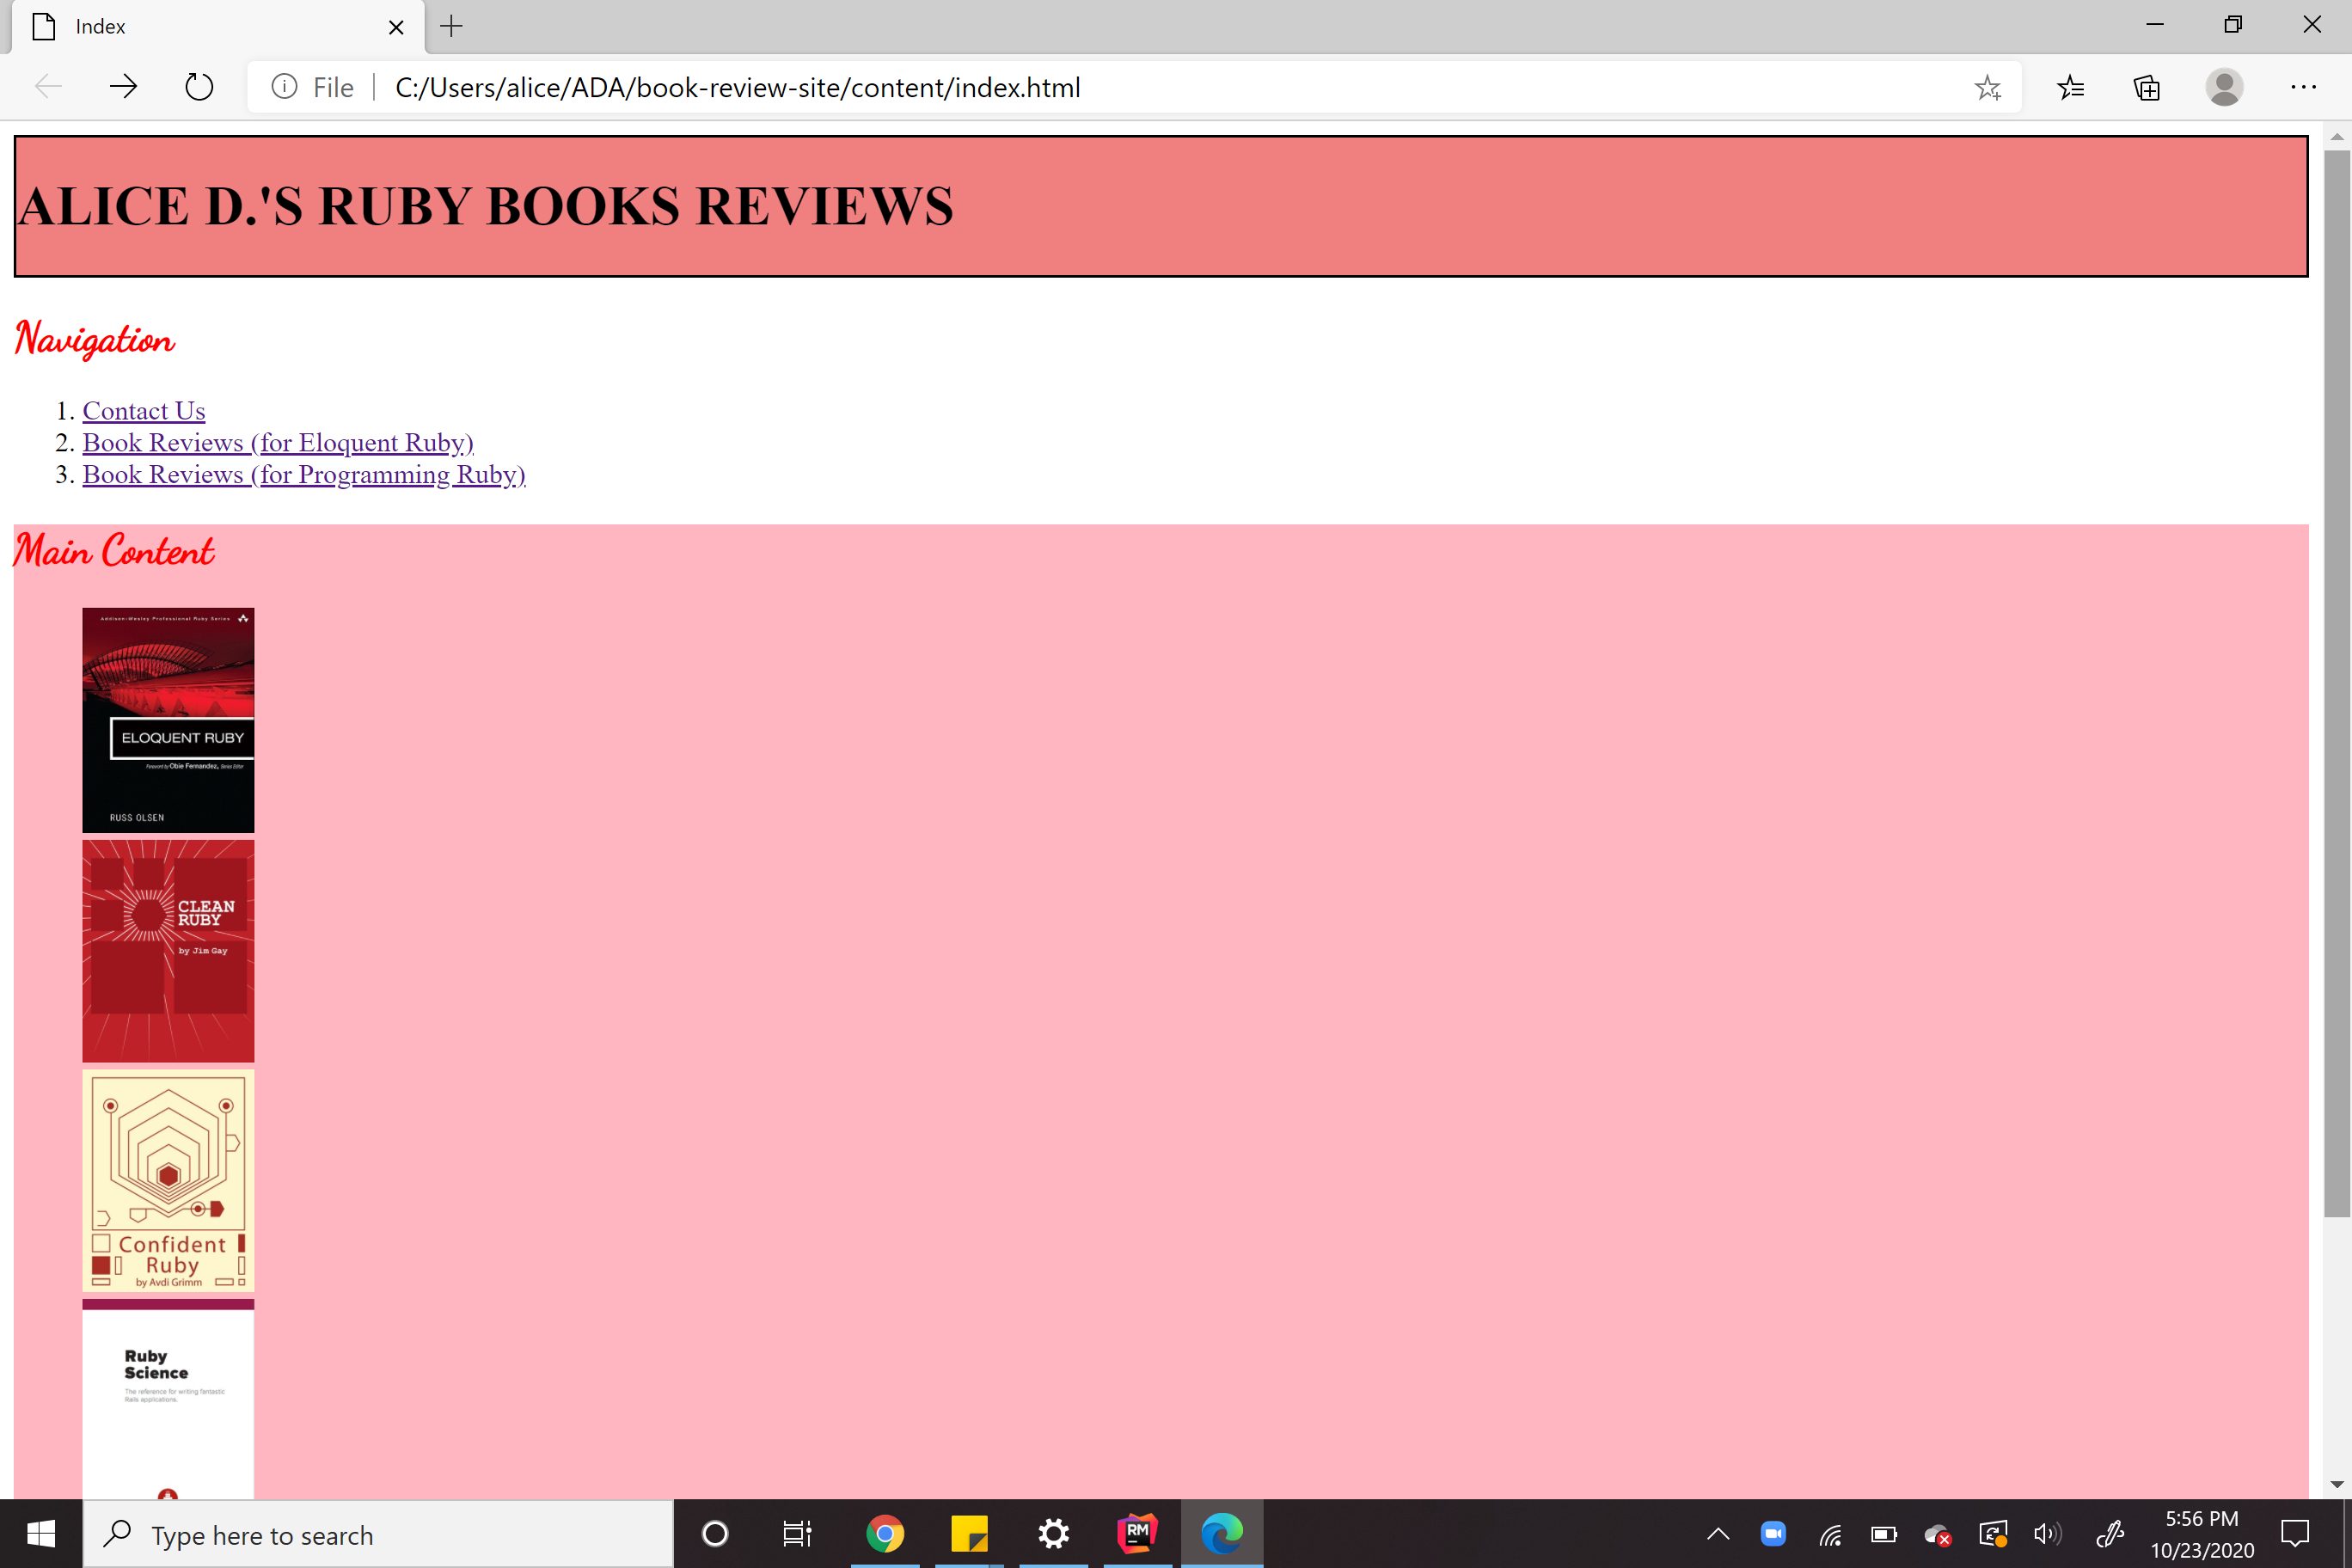 Index
File
C:/Users/alice/ADA/book-review-site/content/index.html
ALICE D.'S RUBY BOOKS REVIEWS
Navigation
1. Contact Us
2. Book Reviews (for Eloquent Ruby)
3. Book Reviews (for Programming Ruby)
Main Content
Addison-Wesley Professional Ruby Series
ELOQUENT RUBY
Foreword by Obie Fernandez, Series Editor
RUSS OLSEN
CLEAN
RUBY
by Jim Gay
Confident
Ruby
by Avdi Grimm
Ruby
Science
The reference for writing fantastic
Rails applications.
Type here to search
RM
5:56 PM
10/23/2020